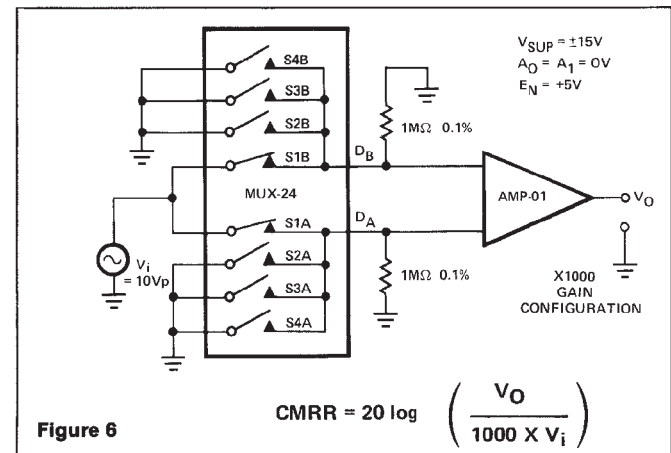 S4B
S3B
S2B
S1B
MUX-24
S1A
S2A
S3A
S4A
V_i
= 10Vp
D_B
D_A
1MΩ 0.1%
1MΩ 0.1%
AMP-01
V_SUP = ±15V
A_O = A_1 = 0V
E_N = +5V
V_O
X1000
GAIN
CONFIGURATION
Figure 6
CMRR = 20 log ( V_O / 1000 X V_i )